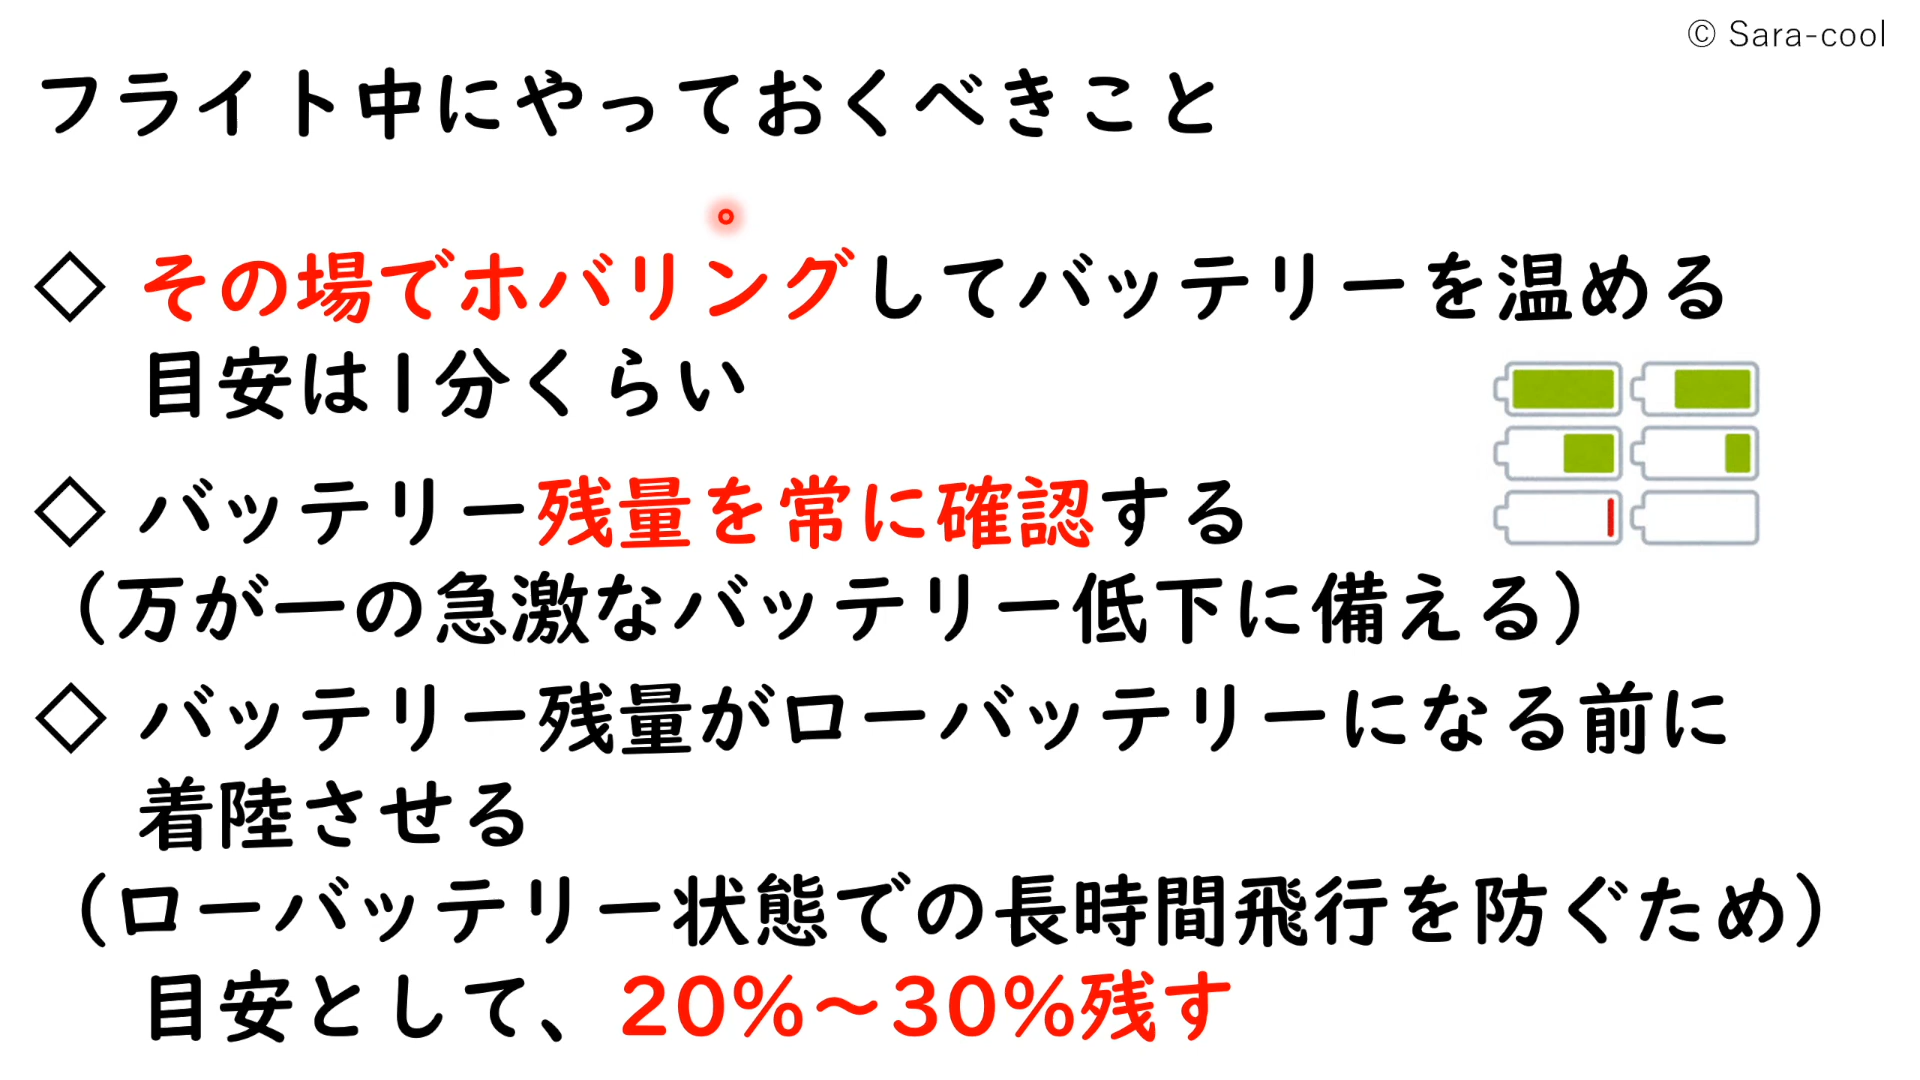 © Sara-cool
フライト中にやっておくべきこと
◇ その場でホバリングしてバッテリーを温める
目安は1分くらい
◇ バッテリー残量を常に確認する
（万が一の急激なバッテリー低下に備える）
◇ バッテリー残量がローバッテリーになる前に
着陸させる
（ローバッテリー状態での長時間飛行を防ぐため）
目安として、20%～30%残す